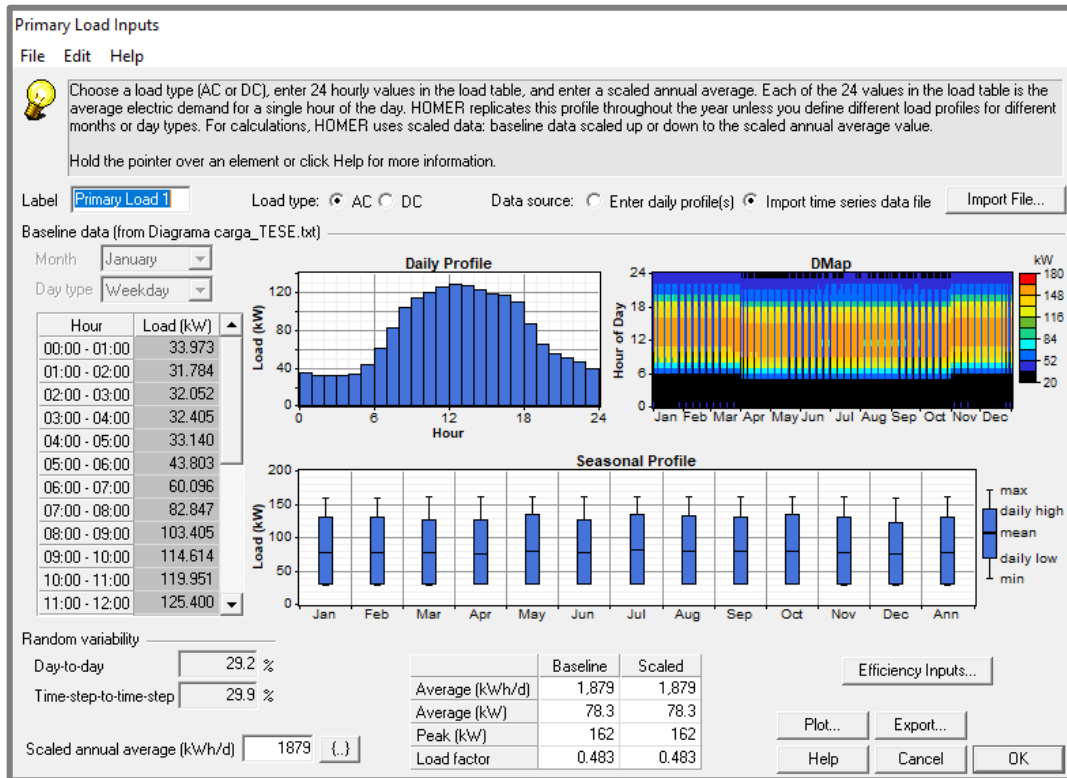 Primary Load Inputs
File Edit Help
Choose a load type (AC or DC), enter 24 hourly values in the load table, and enter a scaled annual average. Each of the 24 values in the load table is the
average electric demand for a single hour of the day. HOMER replicates this profile throughout the year unless you define different load profiles for different
months or day types. For calculations, HOMER uses scaled data: baseline data scaled up or down to the scaled annual average value.
Hold the pointer over an element or click Help for more information.
Label Primary Load 1 Load type: AC DC Data source: Enter daily profile(s) Import time series data file Import File...
Baseline data (from Diagrama carga_TESE.txt)
Month January
Day type Weekday
Hour Load (kW)
00:00 - 01:00 33.973
01:00 - 02:00 31.784
02:00 - 03:00 32.052
03:00 - 04:00 32.405
04:00 - 05:00 33.140
05:00 - 06:00 43.803
06:00 - 07:00 60.096
07:00 - 08:00 82.847
08:00 - 09:00 103.405
09:00 - 10:00 114.614
10:00 - 11:00 119.951
11:00 - 12:00 125.400
Daily Profile
Load (kW)
120
80
40
0
0 6 12 18 24
Hour
DMap
Hour of Day
24
18
12
6
0
Jan Feb Mar Apr May Jun Jul Aug Sep Oct Nov Dec
kW
180
148
116
84
52
20
Seasonal Profile
Load (kW)
200
150
100
50
0
Jan Feb Mar Apr May Jun Jul Aug Sep Oct Nov Dec Ann
max
daily high
mean
daily low
min
Random variability
Day-to-day 29.2 %
Time-step-to-time-step 29.9 %
Scaled annual average (kWh/d) 1879 {..}
Baseline Scaled
Average (kWh/d) 1,879 1,879
Average (kW) 78.3 78.3
Peak (kW) 162 162
Load factor 0.483 0.483
Efficiency Inputs...
Plot... Export...
Help Cancel OK